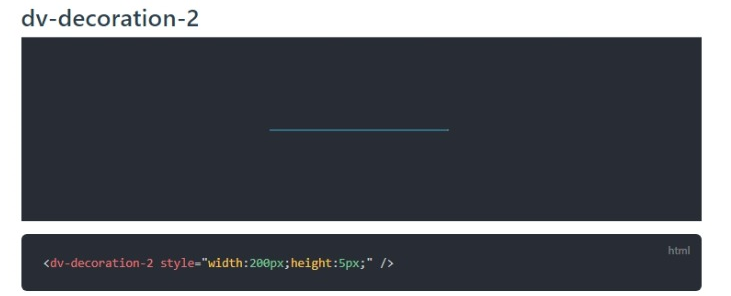 dv-decoration-2
html
<dv-decoration-2 style="width:200px;height:5px;" />